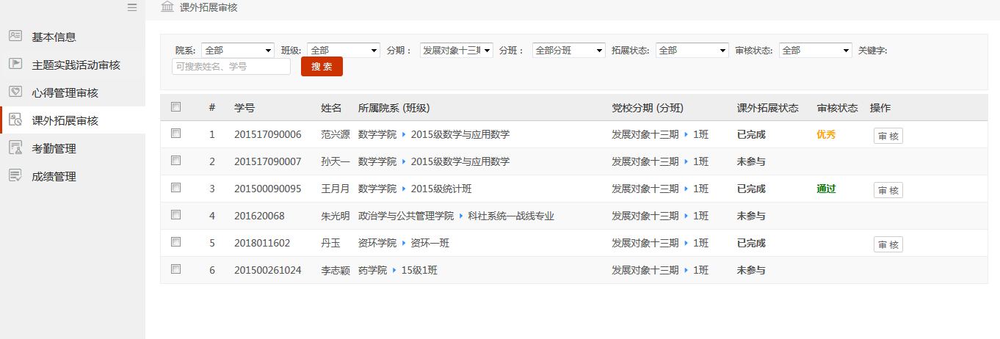 课外拓展审核
基本信息
主题实践活动审核
心得管理审核
课外拓展审核
考勤管理
成绩管理
院系: 全部 班级: 全部 分期： 发展对象十三期 分班： 全部分班 拓展状态: 全部 审核状态: 全部 关键字:
可搜索姓名、学号 搜 索
# 学号 姓名 所属院系 (班级) 党校分期 (分班) 课外拓展状态 审核状态 操作
1 201517090006 范兴源 数学学院 2015级数学与应用数学 发展对象十三期 1班 已完成 优秀 审 核
2 201517090007 孙天一 数学学院 2015级数学与应用数学 发展对象十三期 1班 未参与
3 201500090095 王月月 数学学院 2015级统计班 发展对象十三期 1班 已完成 通过 审 核
4 201620068 朱光明 政治学与公共管理学院 科社系统一战线专业 发展对象十三期 1班 未参与
5 2018011602 丹玉 资环学院 资环一班 发展对象十三期 1班 已完成 审 核
6 201500261024 李志颖 药学院 15级1班 发展对象十三期 1班 未参与